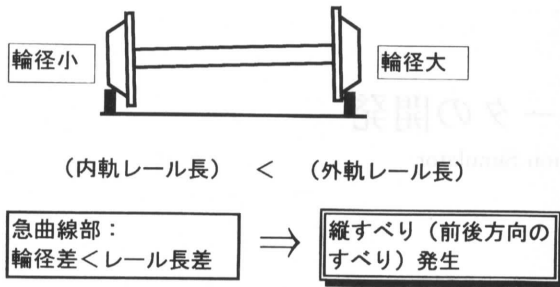 輪径小
輪径大
(内軌レール長) < (外軌レール長)
急曲線部:
輪径差<レール長差
⇒
縦すべり(前後方向の
すべり)発生